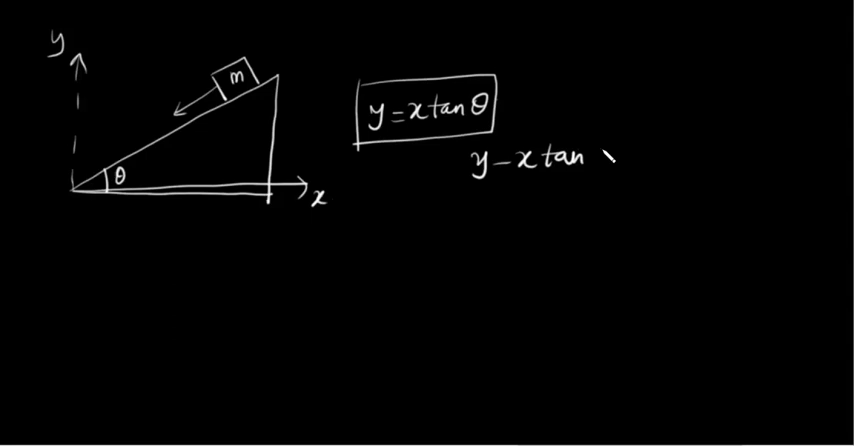 y
m
y = x tan θ
y - x tan
θ
x